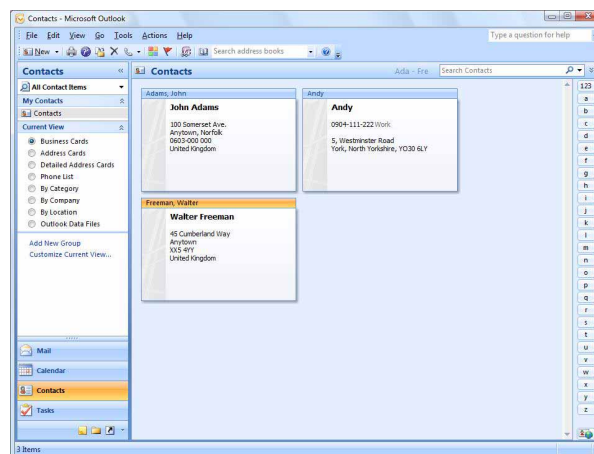 Contacts - Microsoft Outlook
File Edit View Go Tools Actions Help
Type a question for help
New
Search address books
Contacts
Contacts
Ada - Fre
Search Contacts
All Contact Items
My Contacts
Contacts
Current View
Business Cards
Address Cards
Detailed Address Cards
Phone List
By Category
By Company
By Location
Outlook Data Files
Add New Group
Customize Current View...
Mail
Calendar
Contacts
Tasks
Adams, John
John Adams
100 Somerset Ave.
Anytown, Norfolk
0603-000 000
United Kingdom
Andy
Andy
0904-111-222 Work
5, Westminster Road
York, North Yorkshire, YO30 6LY
Freeman, Walter
Walter Freeman
45 Cumberland Way
Anytown
XX5 4YY
United Kingdom
123
a
b
c
d
e
f
g
h
i
j
k
l
m
n
o
p
q
r
s
t
u
v
w
x
y
z
3 Items